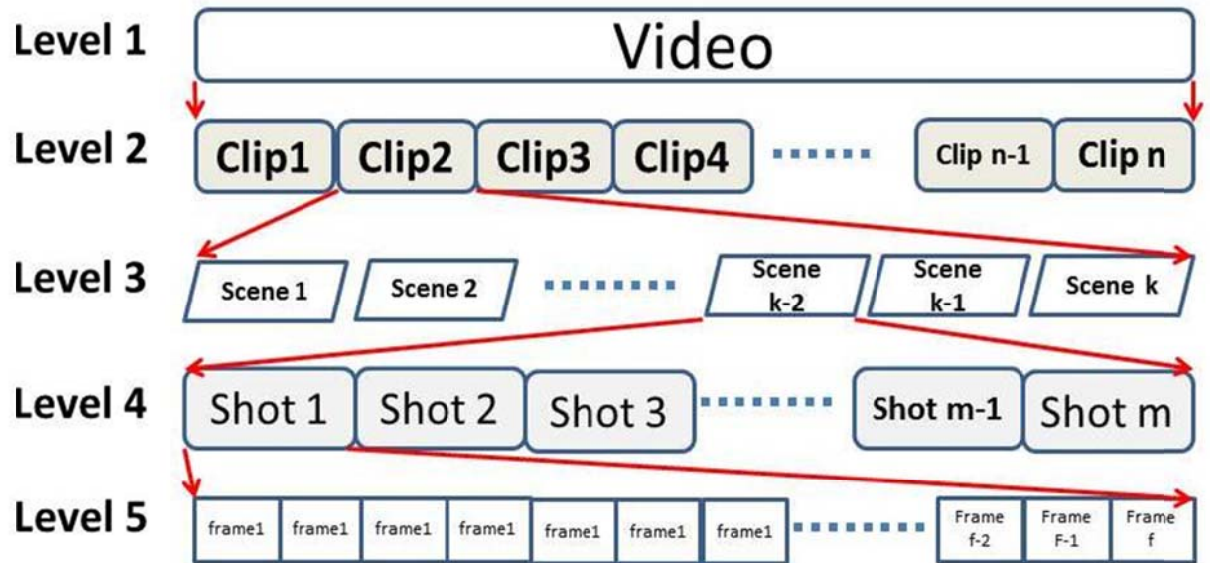 Level 1
Video
Level 2
Clip1 Clip2 Clip3 Clip4 Clip n-1 Clip n
Level 3
Scene 1 Scene 2 Scene k-2 Scene k-1 Scene k
Level 4
Shot 1 Shot 2 Shot 3 Shot m-1 Shot m
Level 5
frame1 frame1 frame1 frame1 frame1 frame1 frame1 Frame f-2 Frame F-1 Frame f